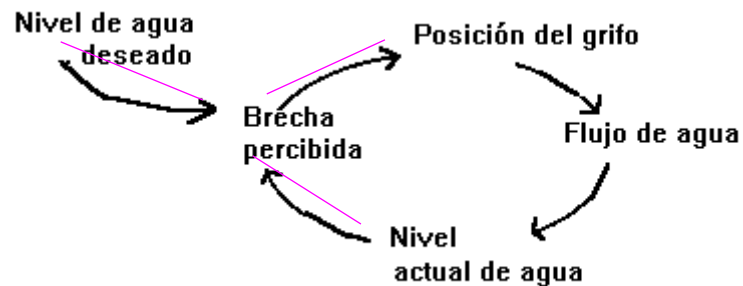 Nivel de agua
deseado
Posición del grifo
Brecha
percibida
Flujo de agua
Nivel
actual de agua